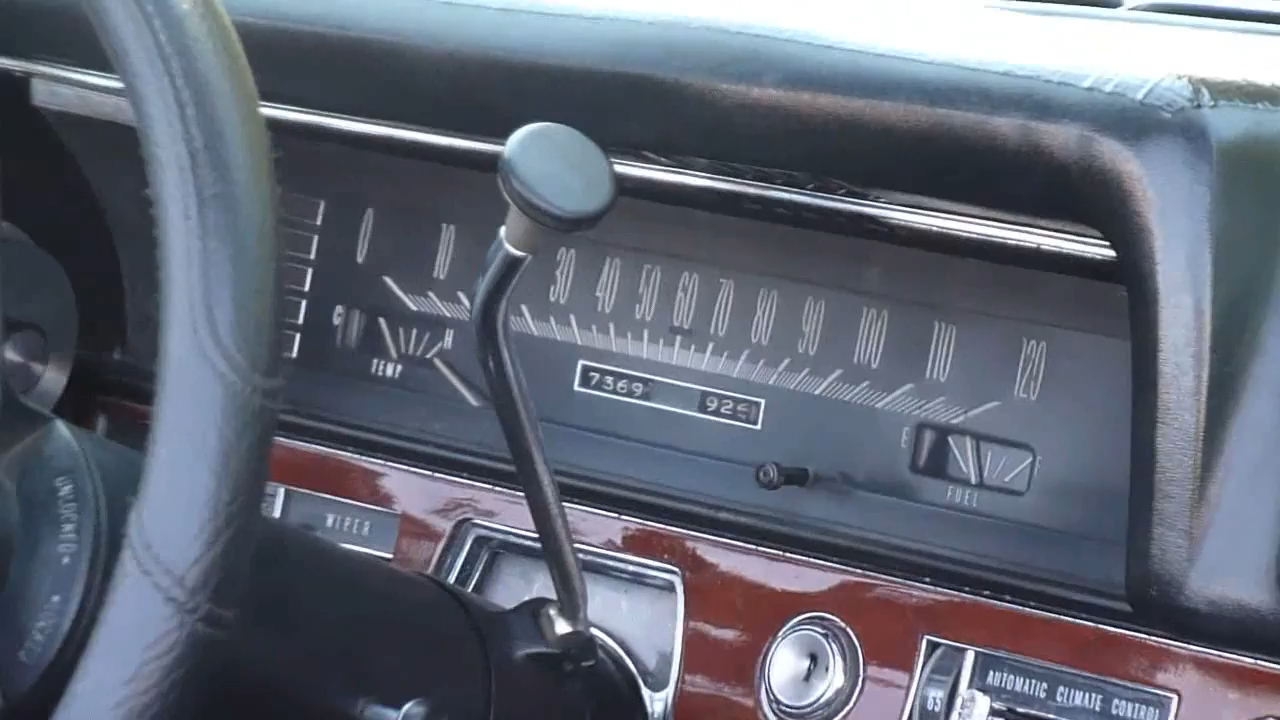 0 10 30 40 50 60 70 80 90 100 110 120
C H
TEMP
7369 925
E F
FUEL
WIPER
UNLOCKED
65 AUTOMATIC CLIMATE CONTROL